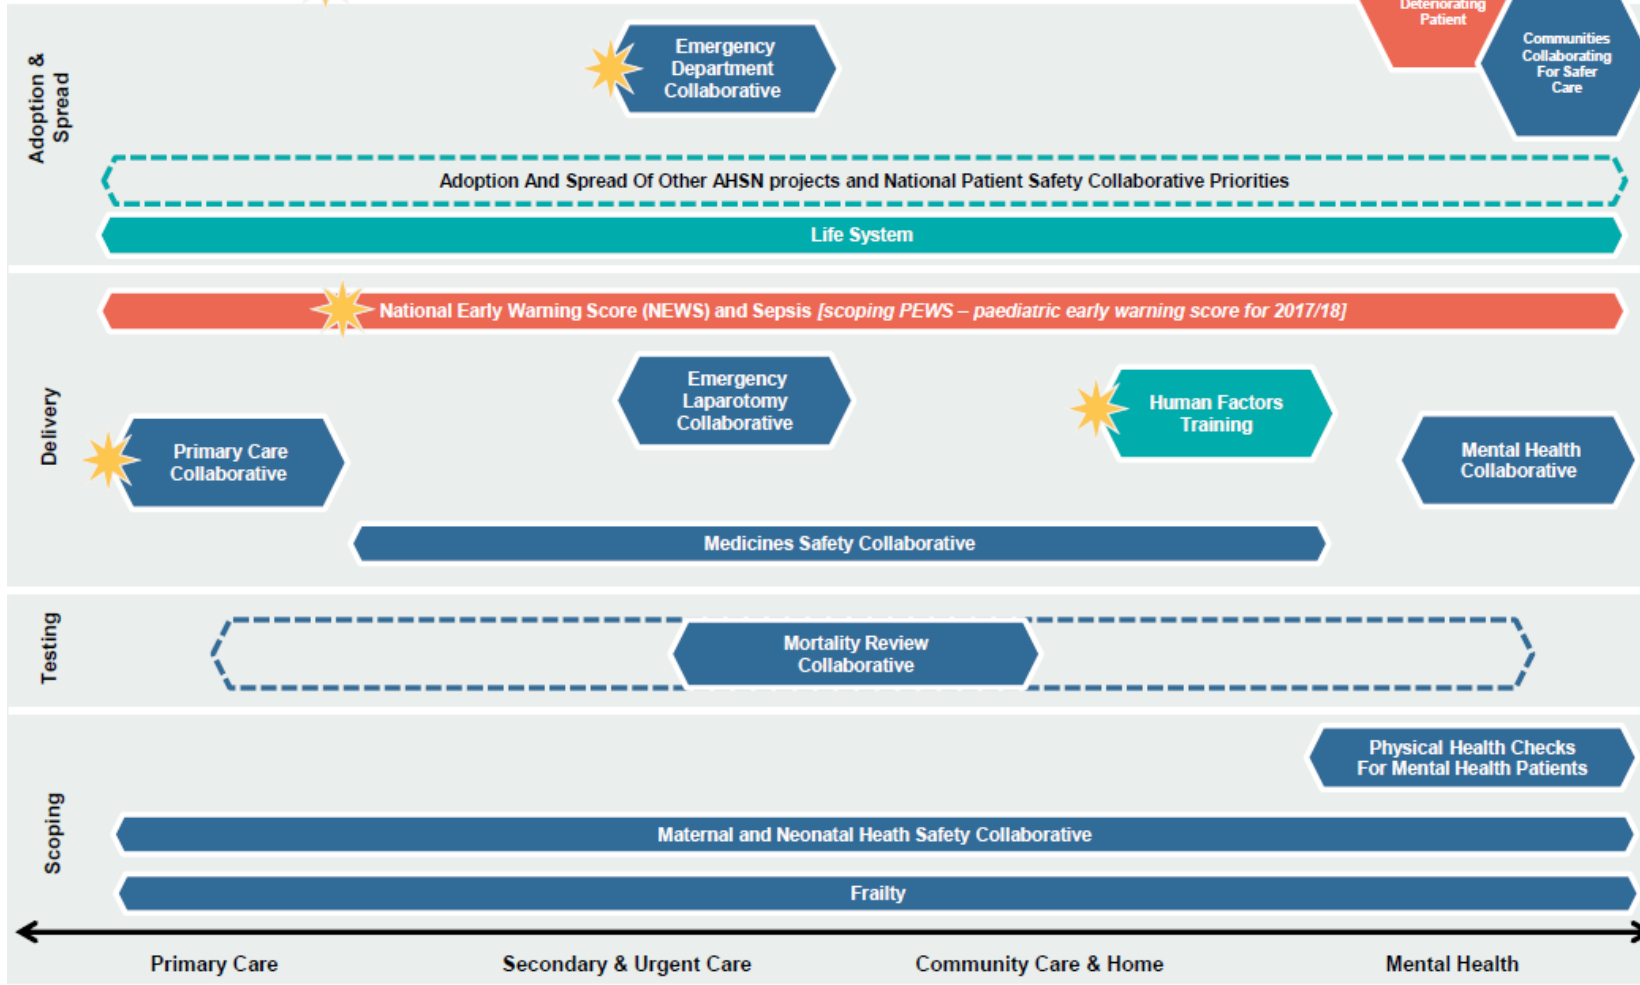 Deteriorating
Patient
Communities
Collaborating
For Safer
Care
Adoption &
Spread
Emergency
Department
Collaborative
Adoption And Spread Of Other AHSN projects and National Patient Safety Collaborative Priorities
Life System
Delivery
National Early Warning Score (NEWS) and Sepsis [scoping PEWS – paediatric early warning score for 2017/18]
Emergency
Laparotomy
Collaborative
Human Factors
Training
Primary Care
Collaborative
Mental Health
Collaborative
Medicines Safety Collaborative
Testing
Mortality Review
Collaborative
Scoping
Physical Health Checks
For Mental Health Patients
Maternal and Neonatal Heath Safety Collaborative
Frailty
Primary Care
Secondary & Urgent Care
Community Care & Home
Mental Health